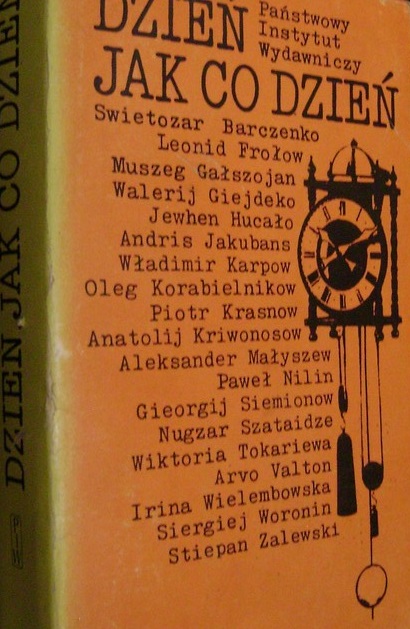 DZIEŃ
Państwowy
Instytut
Wydawniczy
JAK CO DZIEŃ
Swietozar Barczenko
Leonid Frołow
Muszeg Gałszojan
Walerij Giejdeko
Jewhen Hucało
Andris Jakubans
Władimir Karpow
Oleg Korabielnikow
Piotr Krasnow
Anatolij Kriwonosow
Aleksander Małyszew
Paweł Nilin
Gieorgij Siemionow
Nugzar Szataidze
Wiktoria Tokariewa
Arvo Valton
Irina Wielembowska
Siergiej Woronin
Stiepan Zalewski
DZIEŃ JAK CO DZIEŃ